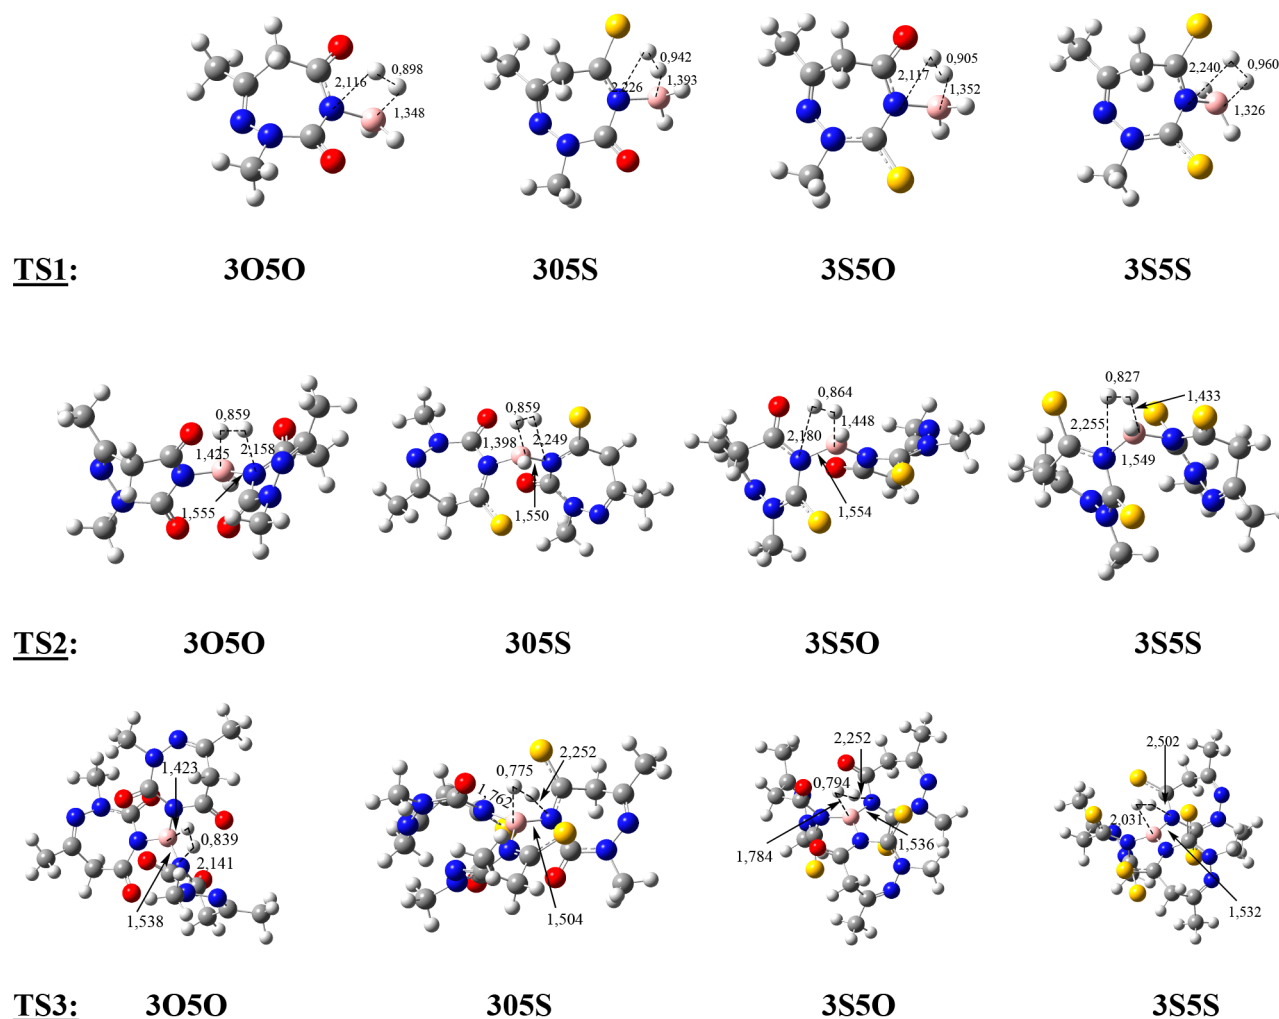 2,116 0,898 1,348
2,226 0,942 1,393
2,117 0,905 1,352
2,240 0,960 1,326
TS1: 3O5O 305S 3S5O 3S5S
0,859 1,425 2,158 1,555
0,859 1,398 2,249 1,550
0,864 1,448 2,180 1,554
0,827 1,433 2,255 1,549
TS2: 3O5O 305S 3S5O 3S5S
1,423 0,839 2,141 1,538
0,775 2,252 1,762 1,504
2,252 0,794 1,784 1,536
2,502 2,031 1,532
TS3: 3O5O 305S 3S5O 3S5S